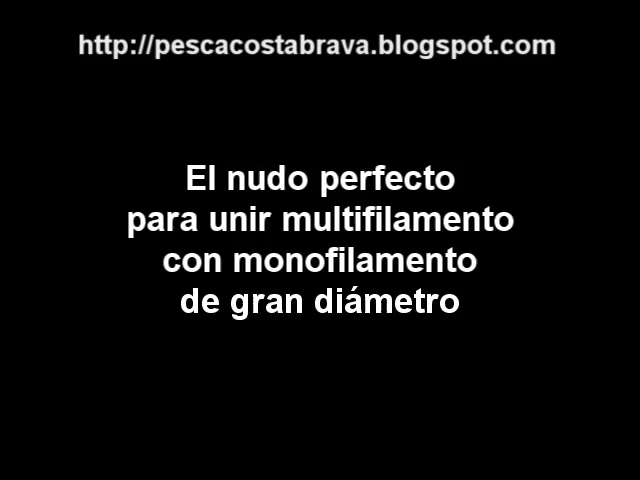 http://pescacostabrava.blogspot.com
El nudo perfecto
para unir multifilamento
con monofilamento
de gran diámetro